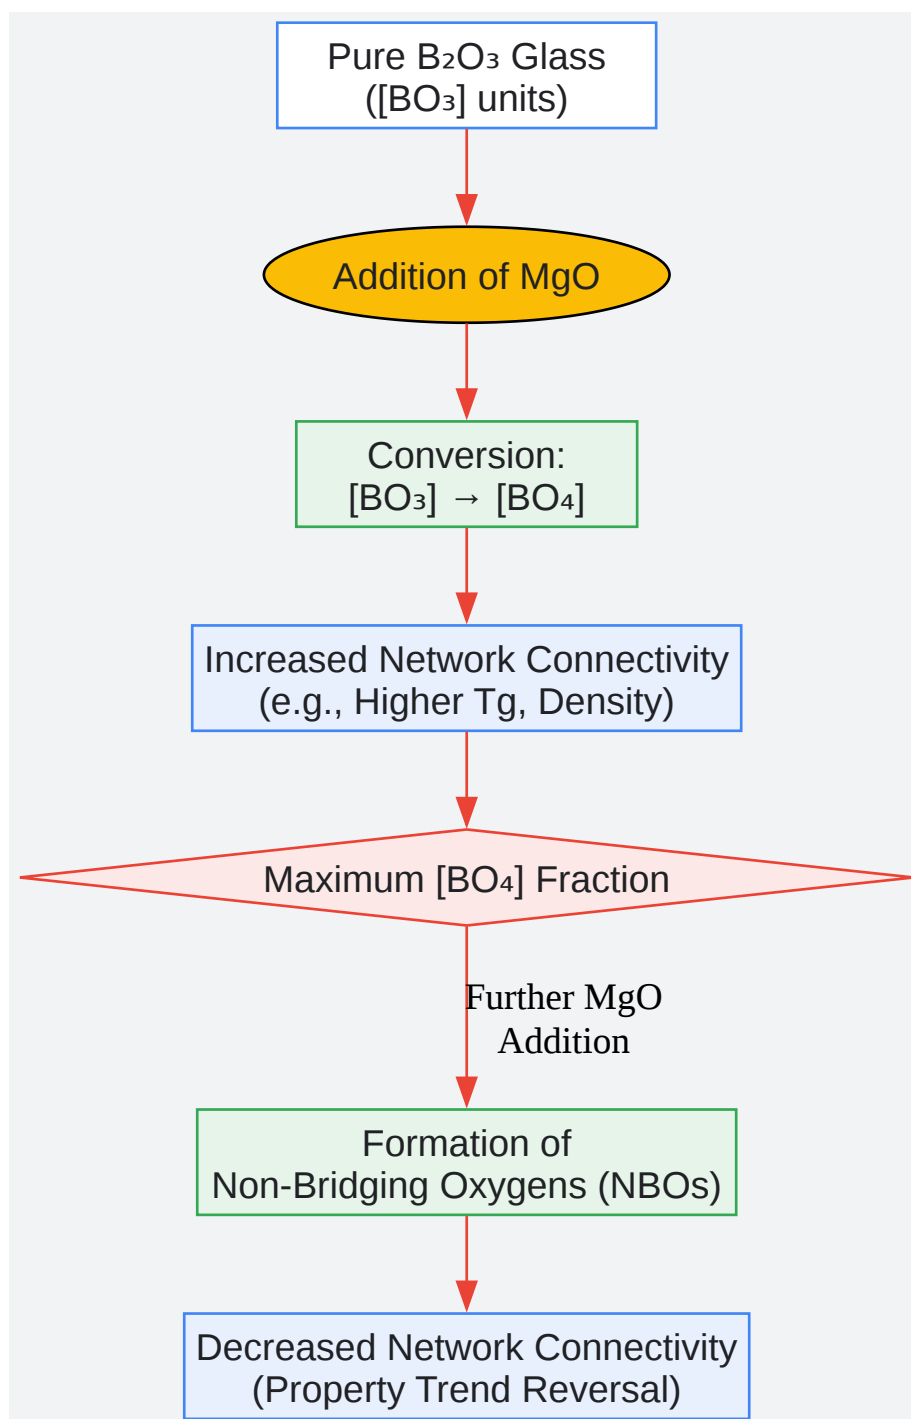 Pure B₂O₃ Glass
([BO₃] units)
Addition of MgO
Conversion:
[BO₃] → [BO₄]
Increased Network Connectivity
(e.g., Higher Tg, Density)
Maximum [BO₄] Fraction
Further MgO
Addition
Formation of
Non-Bridging Oxygens (NBOs)
Decreased Network Connectivity
(Property Trend Reversal)